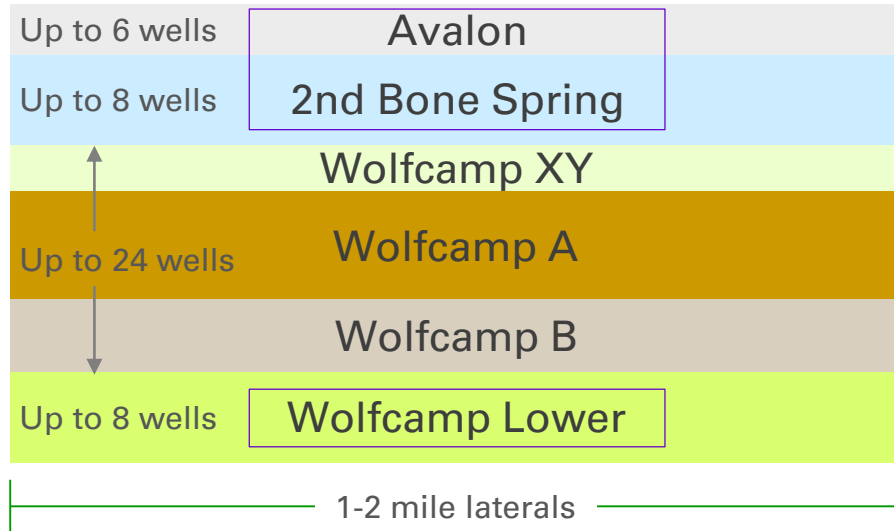 Up to 6 wells Avalon
Up to 8 wells 2nd Bone Spring
Wolfcamp XY
Up to 24 wells Wolfcamp A
Wolfcamp B
Up to 8 wells Wolfcamp Lower
1-2 mile laterals